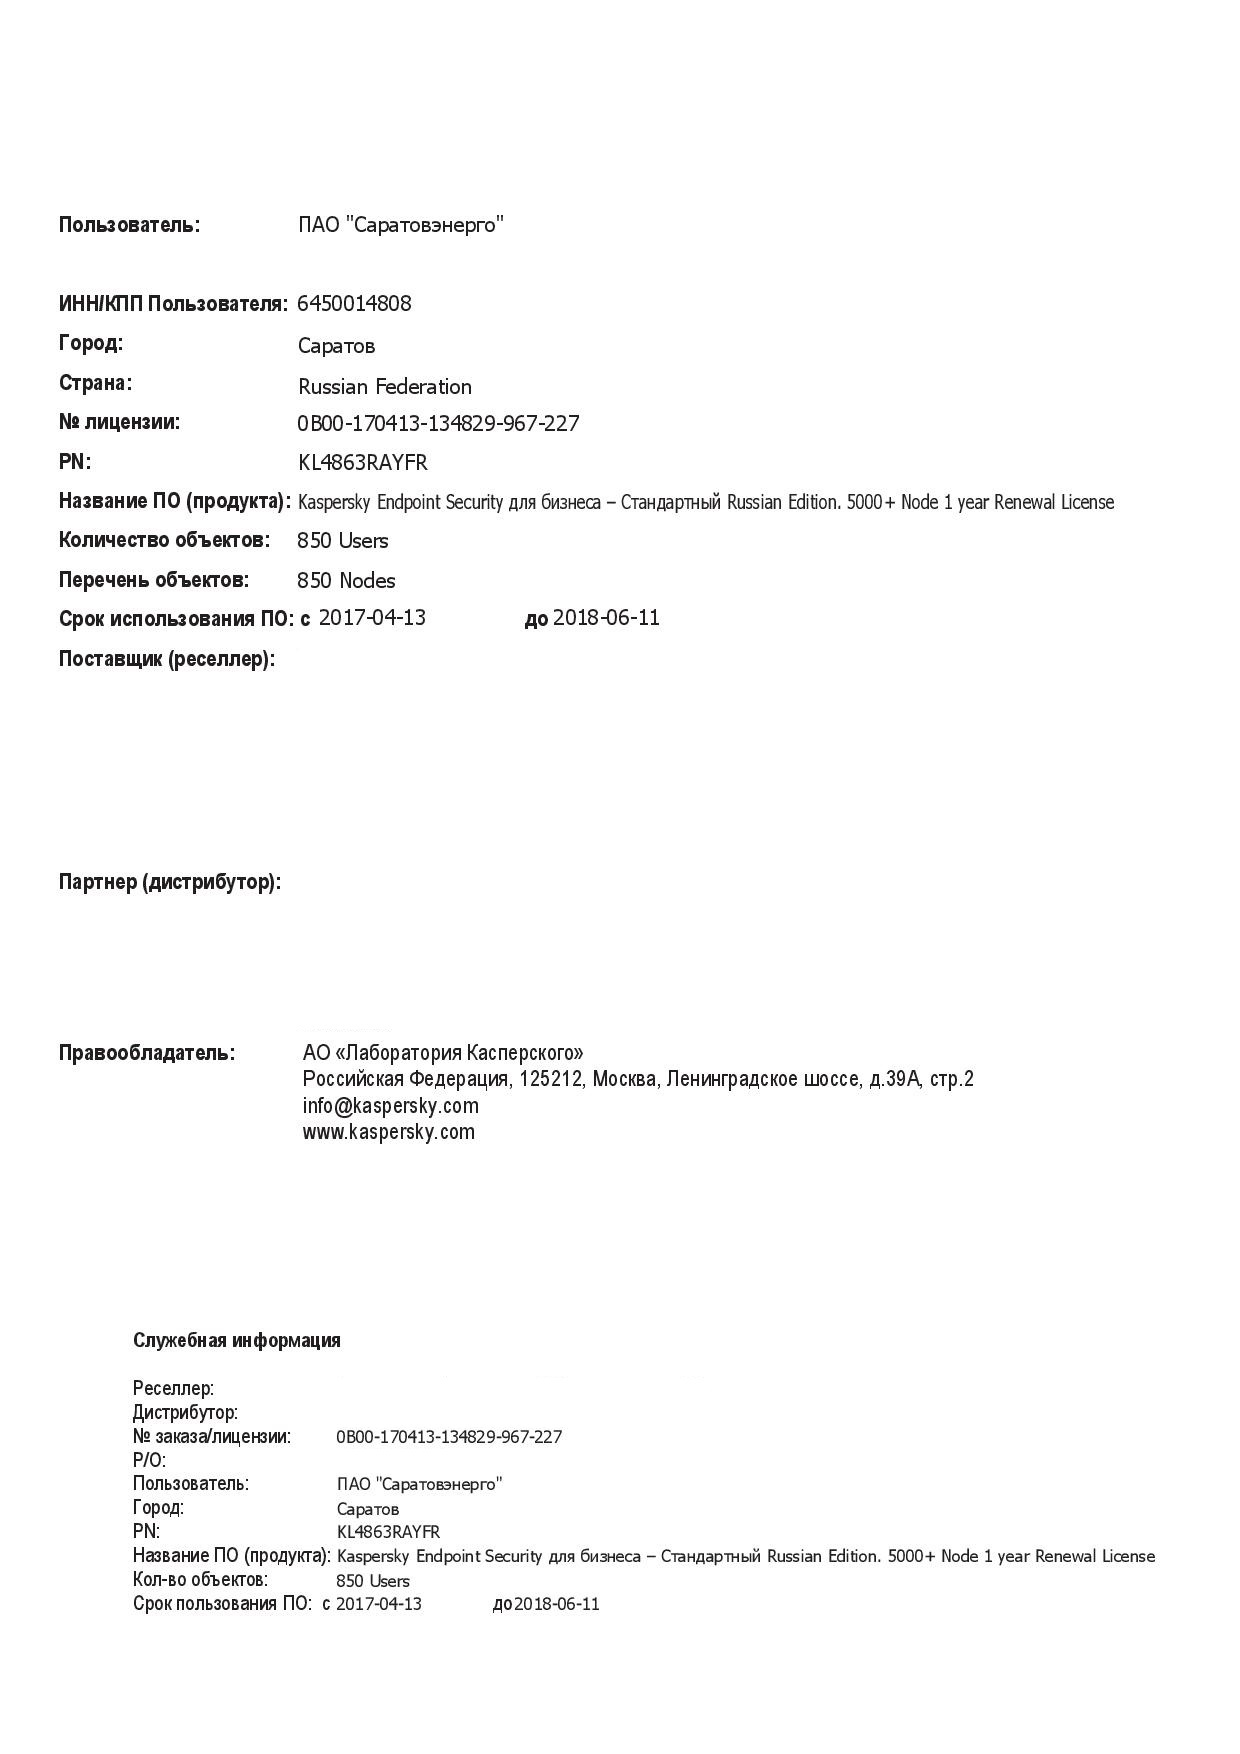 Пользователь: ПАО "Саратовэнерго"
ИНН/КПП Пользователя: 6450014808
Город: Саратов
Страна: Russian Federation
№ лицензии: 0B00-170413-134829-967-227
PN: KL4863RAYFR
Название ПО (продукта): Kaspersky Endpoint Security для бизнеса – Стандартный Russian Edition. 5000+ Node 1 year Renewal License
Количество объектов: 850 Users
Перечень объектов: 850 Nodes
Срок использования ПО: с 2017-04-13 до 2018-06-11
Поставщик (реселлер):
Партнер (дистрибутор):
Правообладатель: АО «Лаборатория Касперского»
Российская Федерация, 125212, Москва, Ленинградское шоссе, д.39А, стр.2
info@kaspersky.com
www.kaspersky.com
Служебная информация
Реселлер:
Дистрибутор:
№ заказа/лицензии: 0B00-170413-134829-967-227
P/O:
Пользователь: ПАО "Саратовэнерго"
Город: Саратов
PN: KL4863RAYFR
Название ПО (продукта): Kaspersky Endpoint Security для бизнеса – Стандартный Russian Edition. 5000+ Node 1 year Renewal License
Кол-во объектов: 850 Users
Срок пользования ПО: с 2017-04-13 до 2018-06-11